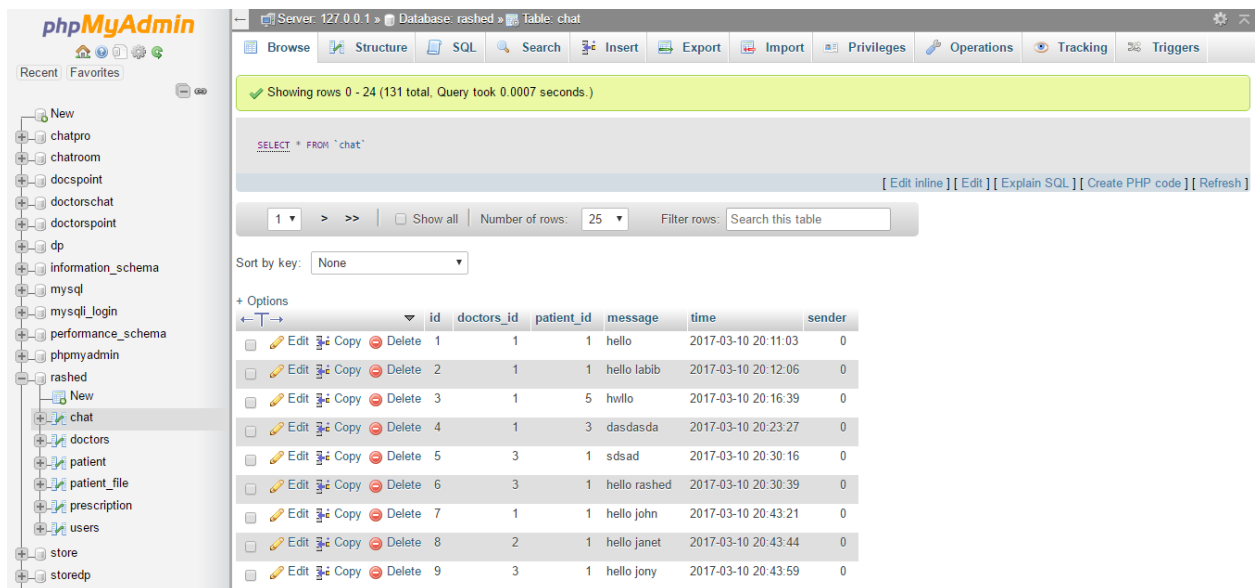 phpMyAdmin
Recent Favorites
New
chatpro
chatroom
docspoint
doctorschat
doctorspoint
dp
information_schema
mysql
mysqli_login
performance_schema
phpmyadmin
rashed
New
chat
doctors
patient
patient_file
prescription
users
store
storedp
Server: 127.0.0.1 » Database: rashed » Table: chat
Browse Structure SQL Search Insert Export Import Privileges Operations Tracking Triggers
Showing rows 0 - 24 (131 total, Query took 0.0007 seconds.)
SELECT * FROM `chat`
[ Edit inline ] [ Edit ] [ Explain SQL ] [ Create PHP code ] [ Refresh ]
1 > >> Show all Number of rows: 25 Filter rows: Search this table
Sort by key: None
+ Options
←T→ id doctors_id patient_id message time sender
Edit Copy Delete 1 1 1 hello 2017-03-10 20:11:03 0
Edit Copy Delete 2 1 1 hello labib 2017-03-10 20:12:06 0
Edit Copy Delete 3 1 5 hwllo 2017-03-10 20:16:39 0
Edit Copy Delete 4 1 3 dasdasda 2017-03-10 20:23:27 0
Edit Copy Delete 5 3 1 sdsad 2017-03-10 20:30:16 0
Edit Copy Delete 6 3 1 hello rashed 2017-03-10 20:30:39 0
Edit Copy Delete 7 1 1 hello john 2017-03-10 20:43:21 0
Edit Copy Delete 8 2 1 hello janet 2017-03-10 20:43:44 0
Edit Copy Delete 9 3 1 hello jony 2017-03-10 20:43:59 0